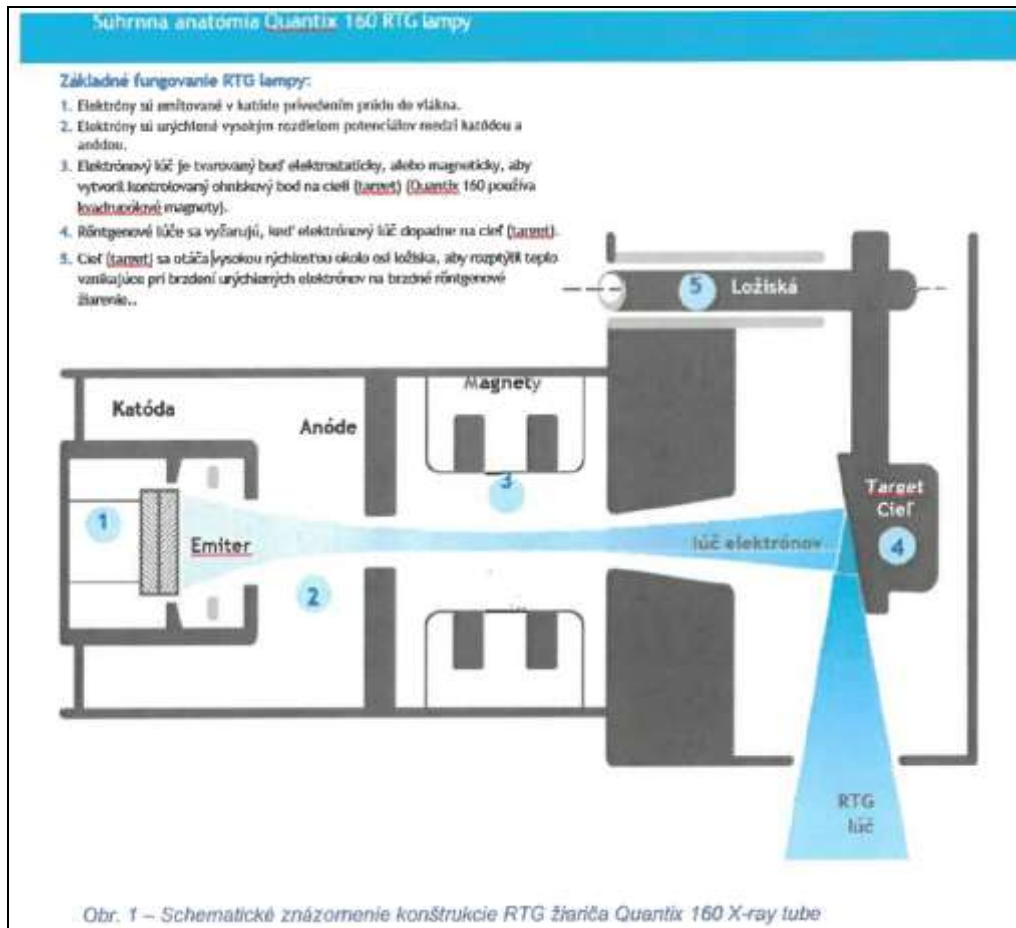 Súhrnná anatómia Quantix 160 RTG lampy
Základné fungovanie RTG lampy:
1. Elektróny sú emitované v katóde privedením prúdu do vlákna.
2. Elektróny sú urýchlené vysokým rozdielom potenciálov medzi katódou a
anódou.
3. Elektrónový lúč je tvarovaný buď elektrostaticky, alebo magneticky, aby
vytvoril kontrolovaný ohniskový bod na cieli (target) (Quantix 160 používa
kvadrupólové magnety).
4. Röntgenové lúče sa vyžarujú, keď elektrónový lúč dopadne na cieľ (target).
5. Cieľ (target) sa otáča vysokou rýchlosťou okolo osi ložiska, aby rozptýlil teplo
vznikajúce pri brzdení urýchlených elektrónov na brzdné röntgenové
žiarenie..
5 Ložiská
Magnety
Katóda
Anóde
3
Target
Cieľ
1
Emiter
lúč elektrónov
4
2
RTG
lúč
Obr. 1 – Schematické znázornenie konštrukcie RTG žiariča Quantix 160 X-ray tube